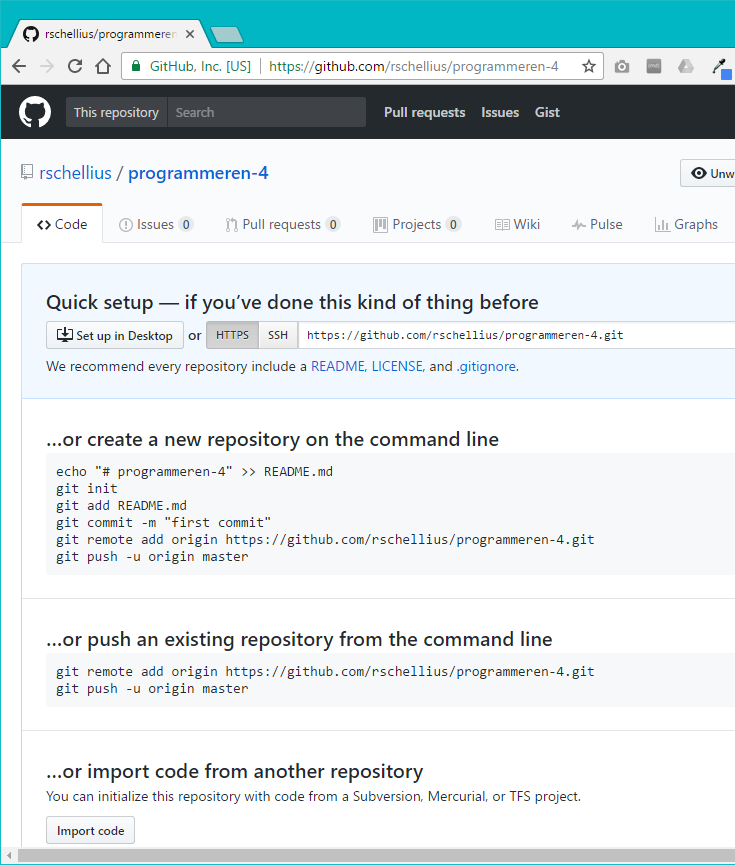 rschellius/programmeren
GitHub, Inc. [US] https://github.com/rschellius/programmeren-4
This repository Search Pull requests Issues Gist
rschellius / programmeren-4 Unw
Code Issues 0 Pull requests 0 Projects 0 Wiki Pulse Graphs
Quick setup — if you’ve done this kind of thing before
Set up in Desktop or HTTPS SSH https://github.com/rschellius/programmeren-4.git
We recommend every repository include a README, LICENSE, and .gitignore.
…or create a new repository on the command line
echo "# programmeren-4" >> README.md
git init
git add README.md
git commit -m "first commit"
git remote add origin https://github.com/rschellius/programmeren-4.git
git push -u origin master
…or push an existing repository from the command line
git remote add origin https://github.com/rschellius/programmeren-4.git
git push -u origin master
…or import code from another repository
You can initialize this repository with code from a Subversion, Mercurial, or TFS project.
Import code